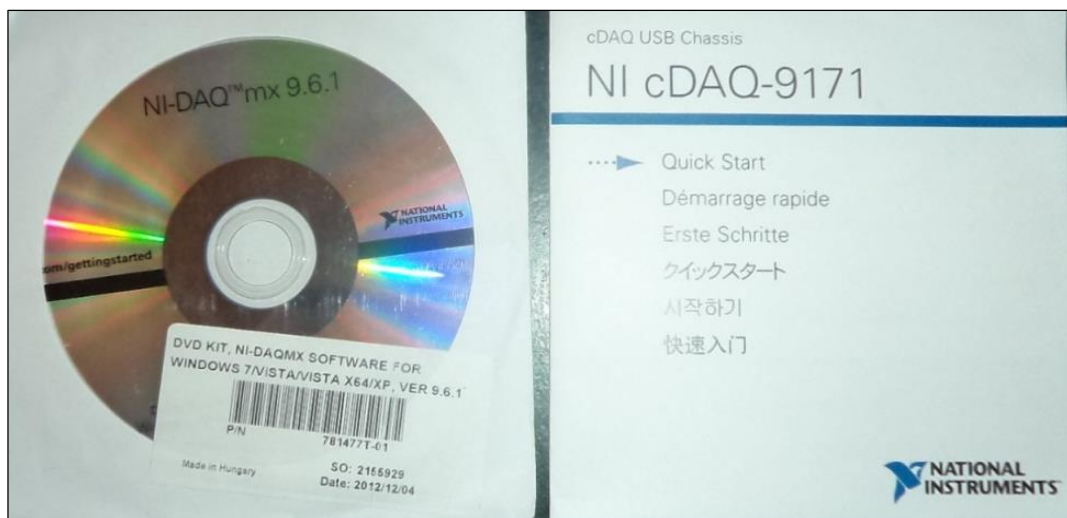 NI-DAQ™mx 9.6.1
NATIONAL
INSTRUMENTS
om/gettingstarted
DVD KIT, NI-DAQMX SOFTWARE FOR
WINDOWS 7/VISTA/VISTA X64/XP, VER 9.6.1
P/N 781477T-01
Made in Hungary
SO: 2155929
Date: 2012/12/04
cDAQ USB Chassis
NI cDAQ-9171
Quick Start
Démarrage rapide
Erste Schritte
クイックスタート
시작하기
快速入门
NATIONAL
INSTRUMENTS